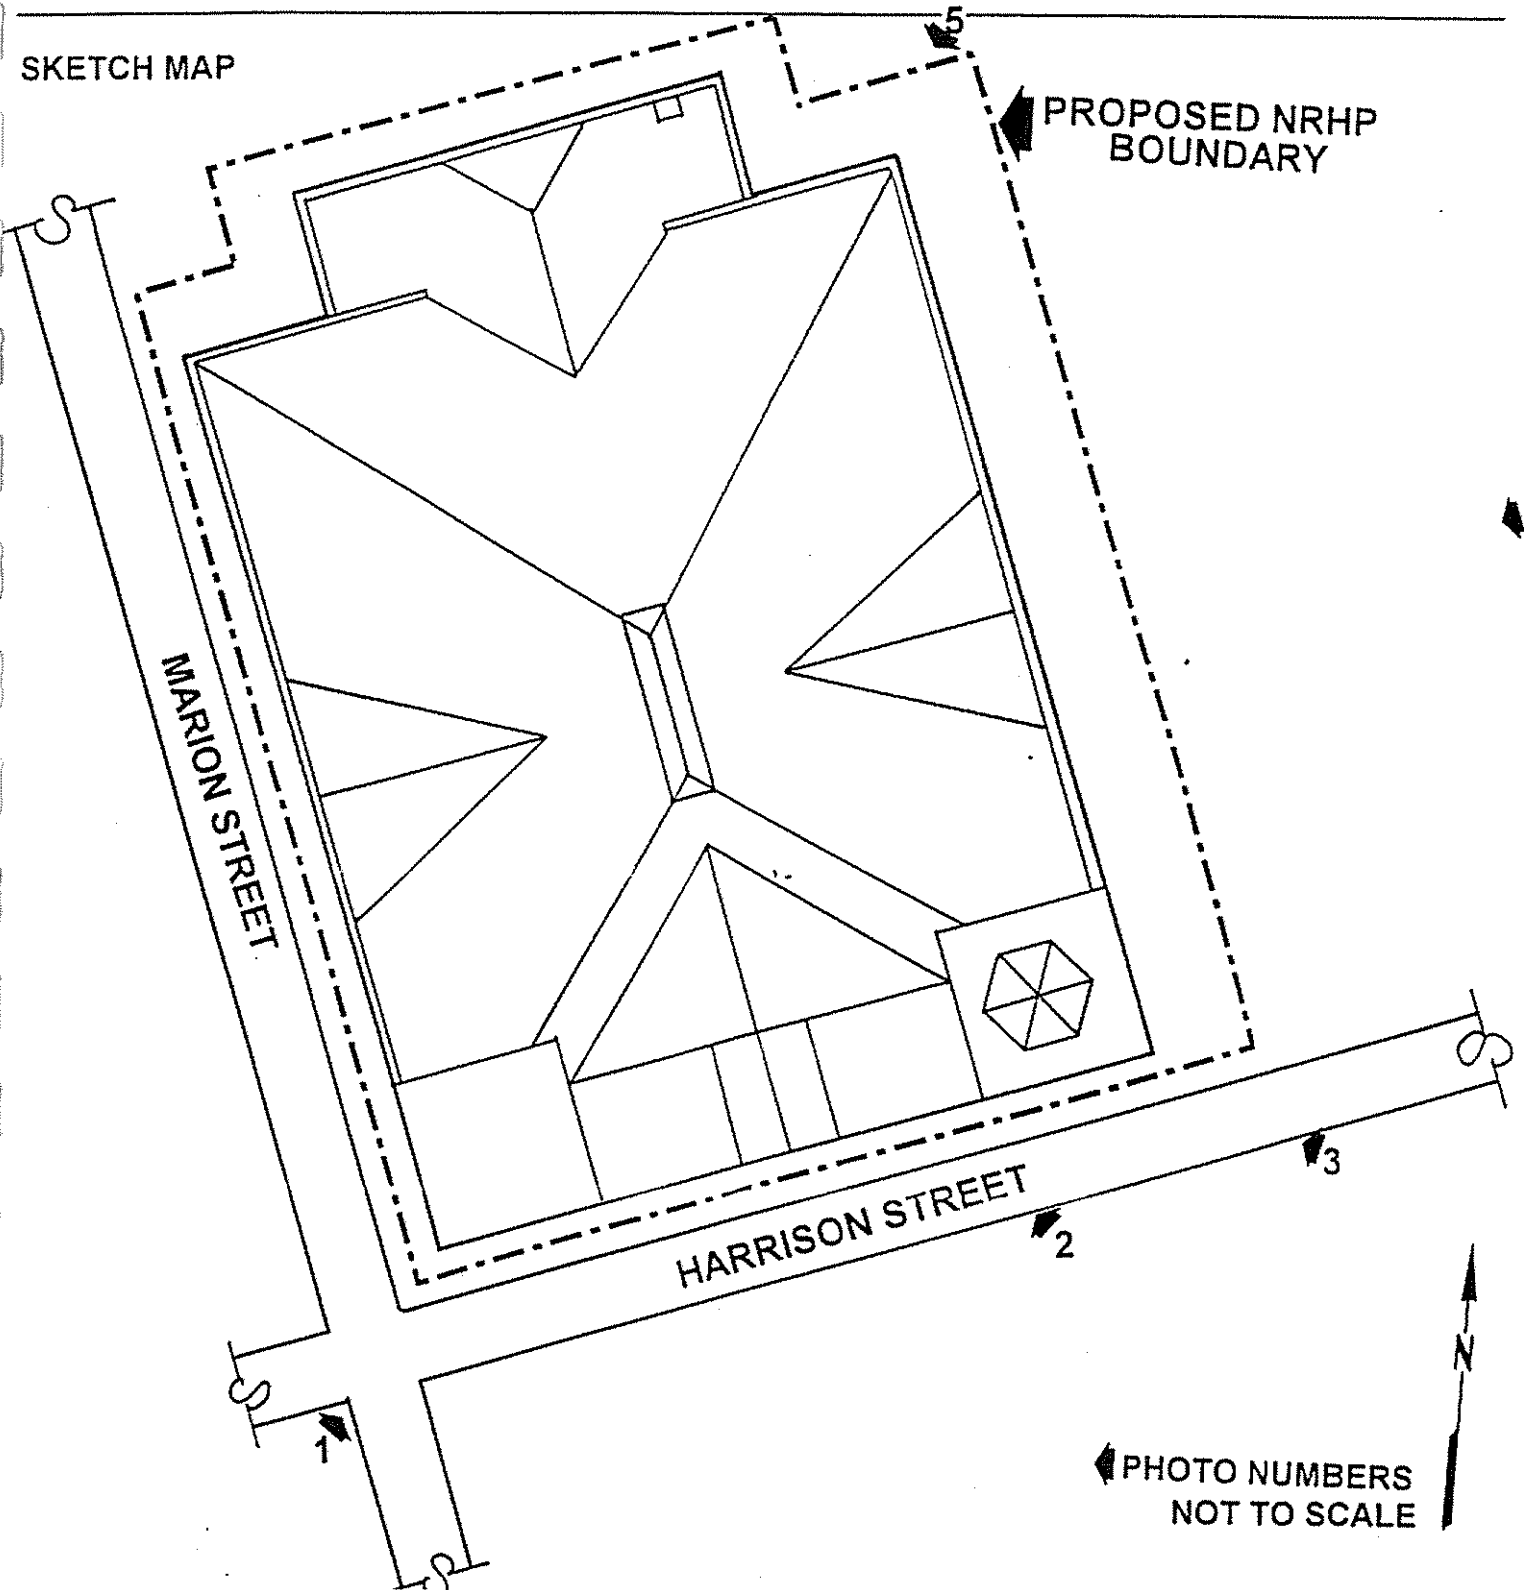 SKETCH MAP
5
PROPOSED NRHP
BOUNDARY
MARION STREET
HARRISON STREET
3
2
1
N
PHOTO NUMBERS
NOT TO SCALE